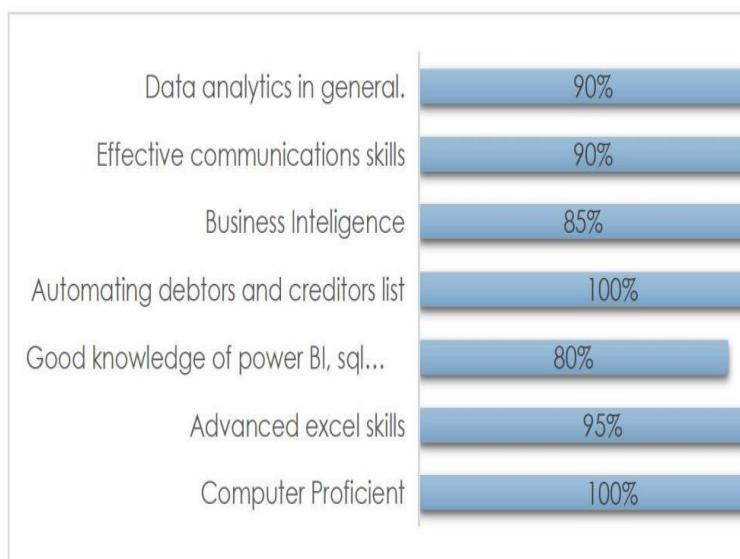 Data analytics in general. 90%
Effective communications skills 90%
Business Inteligence 85%
Automating debtors and creditors list 100%
Good knowledge of power BI, sql... 80%
Advanced excel skills 95%
Computer Proficient 100%